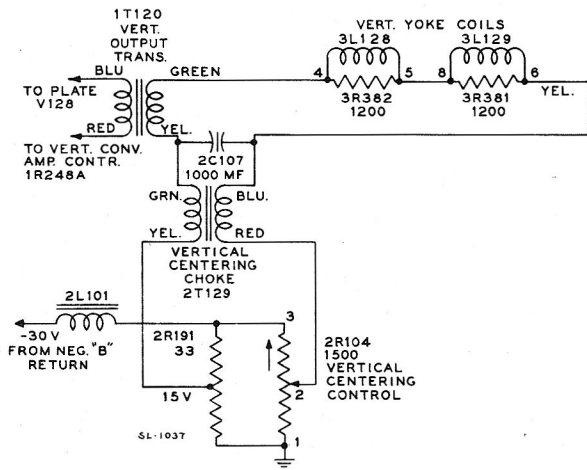 1T120
VERT.
OUTPUT
TRANS.
VERT. YOKE COILS
3L128
3L129
BLU
GREEN
4
5
8
6
TO PLATE
V128
3R382
1200
3R381
1200
YEL.
RED
YEL.
TO VERT. CONV.
AMP. CONTR.
1R248A
2C107
1000 MF
GRN.
BLU.
YEL.
RED
VERTICAL
CENTERING
CHOKE
2T129
2L101
-30V
FROM NEG. "B"
RETURN
2R191
33
3
2R104
1500
VERTICAL
CENTERING
CONTROL
15V
2
SL-1037
1